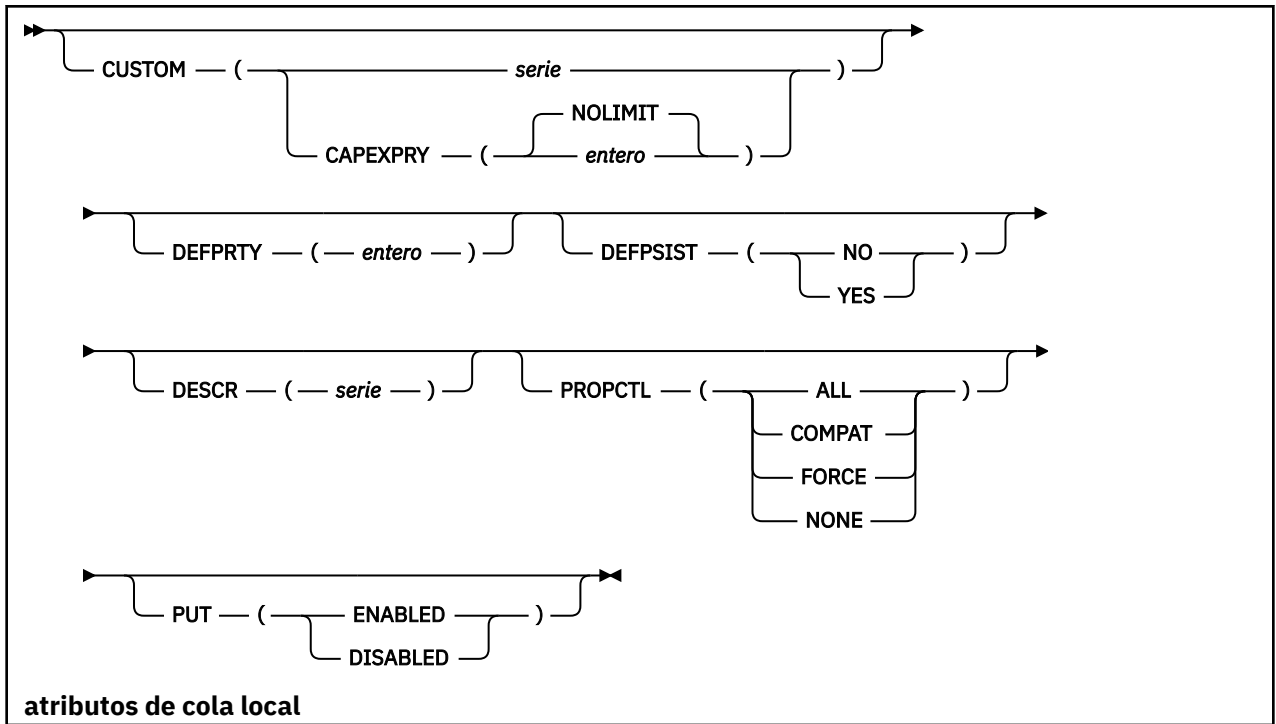 CUSTOM ( serie )
NOLIMIT
CAPEXPRY ( entero )
DEFPRTY ( entero ) DEFPSIST ( NO )
YES
DESCR ( serie ) PROPCTL ( ALL )
COMPAT
FORCE
NONE
PUT ( ENABLED )
DISABLED
atributos de cola local